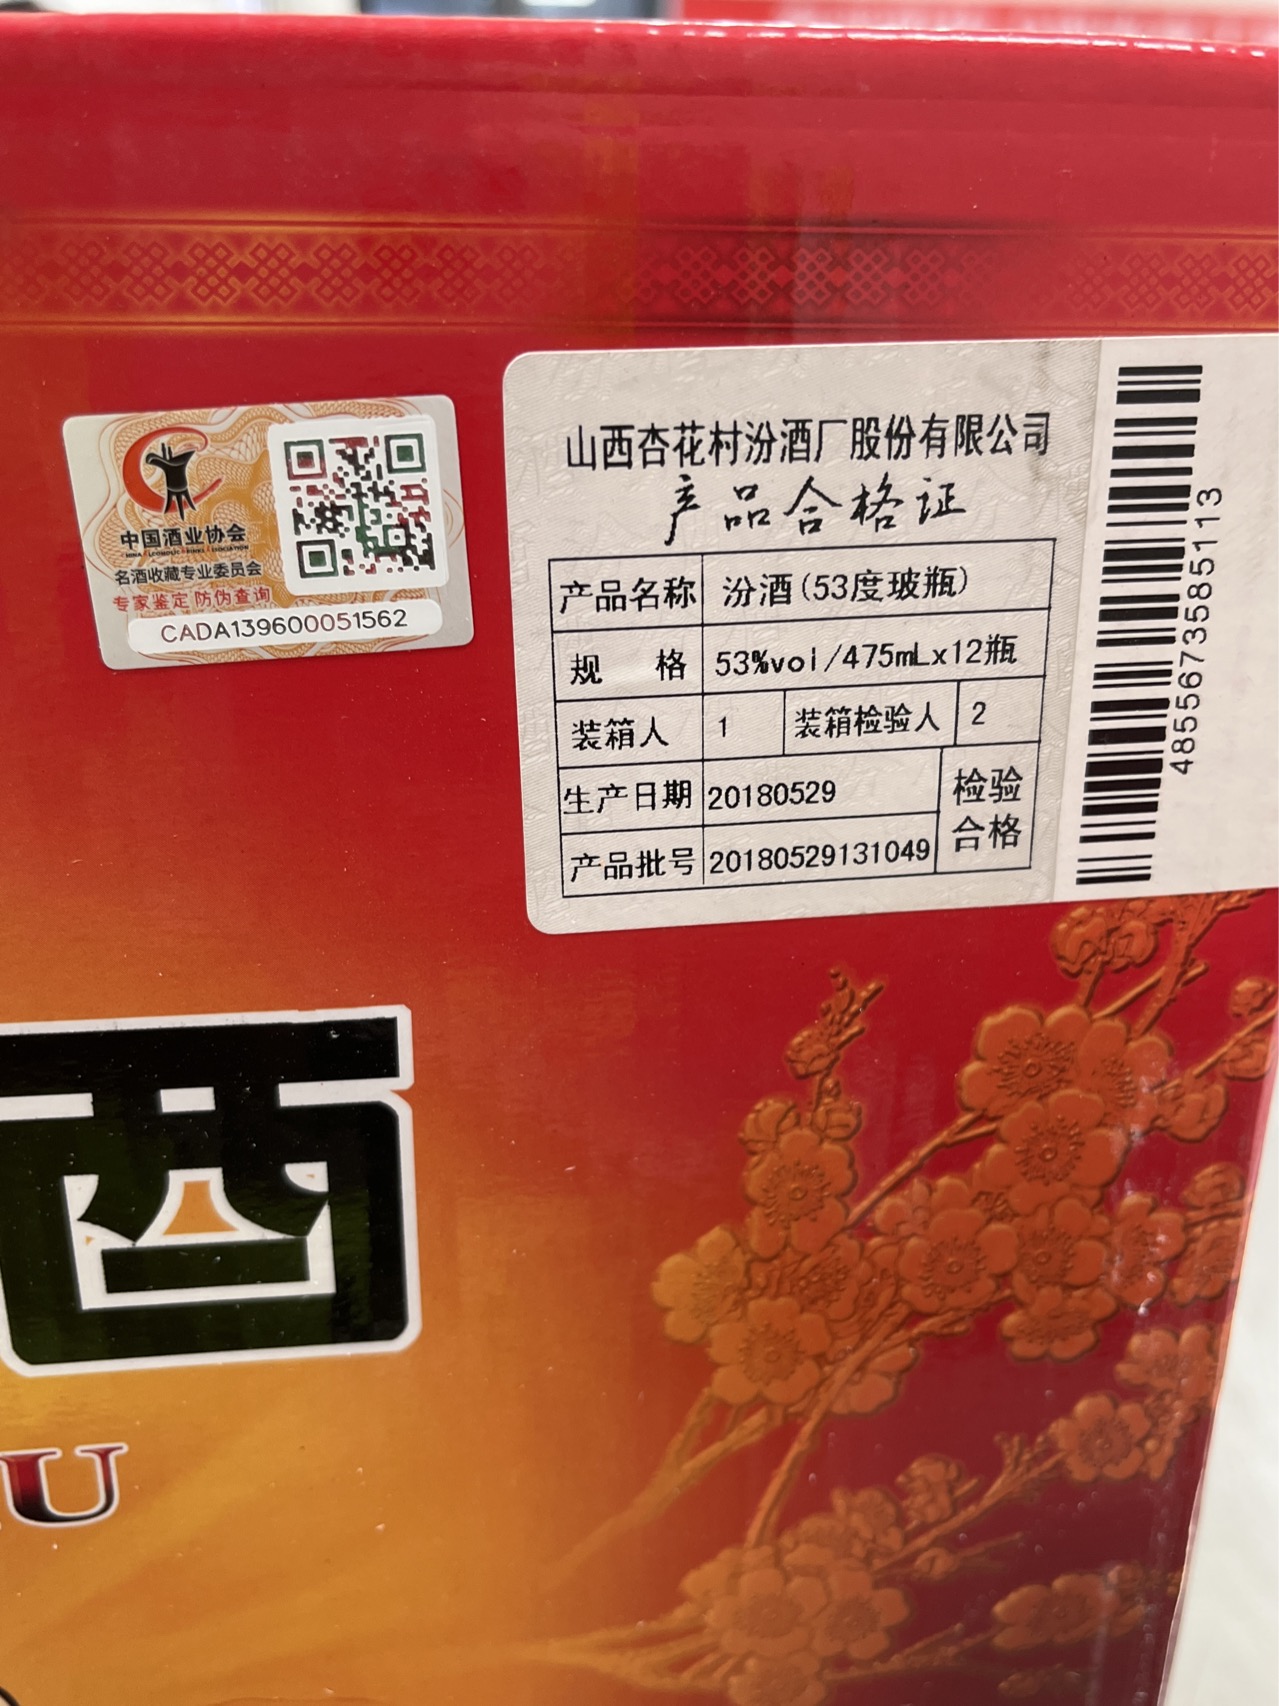 中国酒业协会
名酒收藏专业委员会
专家鉴定 防伪查询
CADA139600051562
山西杏花村汾酒厂股份有限公司
产品合格证
产品名称 汾酒(53度玻瓶)
规 格 53%vol/475mLx12瓶
装箱人 1 装箱检验人 2
生产日期 20180529
检验合格
产品批号 20180529131049
4855673585113
酒
U